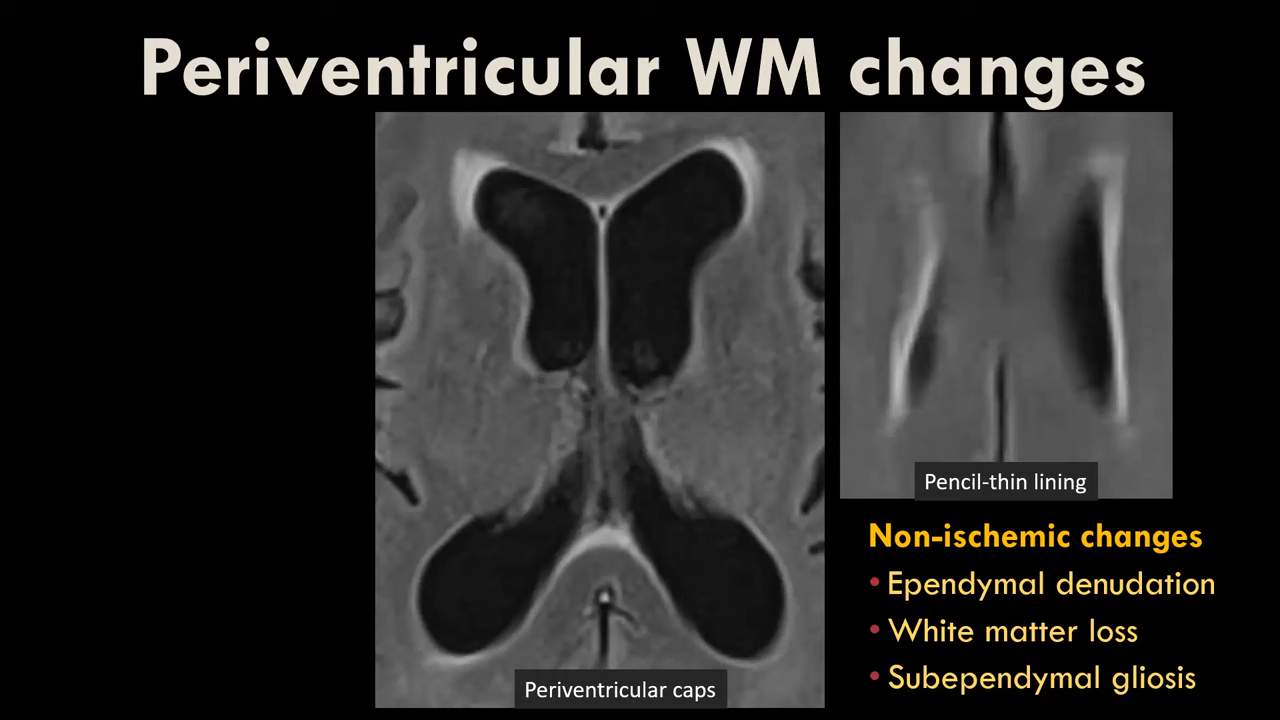 Periventricular WM changes
Periventricular caps
Pencil-thin lining
Non-ischemic changes
• Ependymal denudation
• White matter loss
• Subependymal gliosis